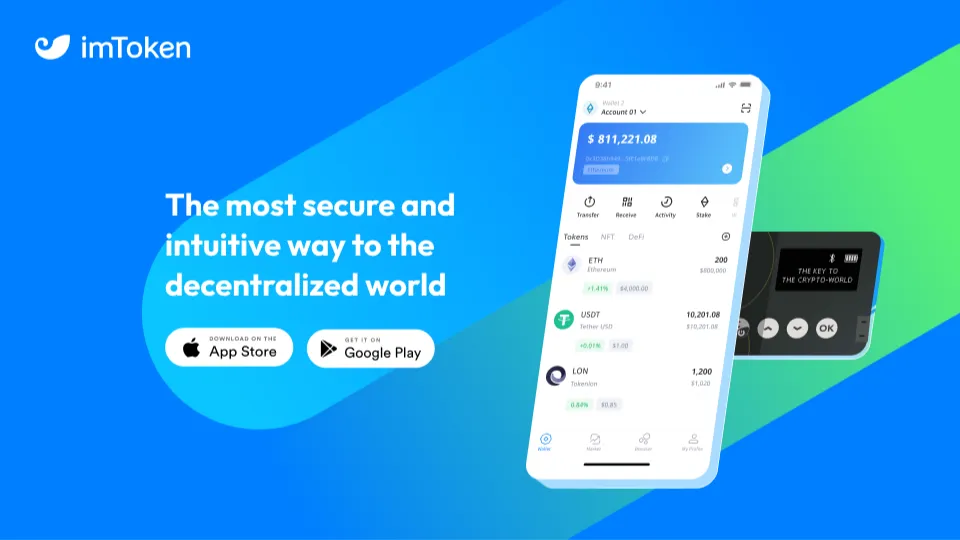 imToken
The most secure and
intuitive way to the
decentralized world
DOWNLOAD ON THE
App Store
GET IT ON
Google Play
9:41
Wallet 2
Account 01
$ 811,221.08
Ethereum
Transfer
Receive
Activity
Stake
Tokens NFT DeFi
ETH 200
Ethereum $800,000
+1.41% $4,000.00
USDT 10,201.08
Tether USD $10,201.08
+0.01% $1.00
LON 1,200
Tokenlon $1,020
0.84% $0.85
Wallet Market Discover My Profile
THE KEY TO
THE CRYPTO-WORLD
OK